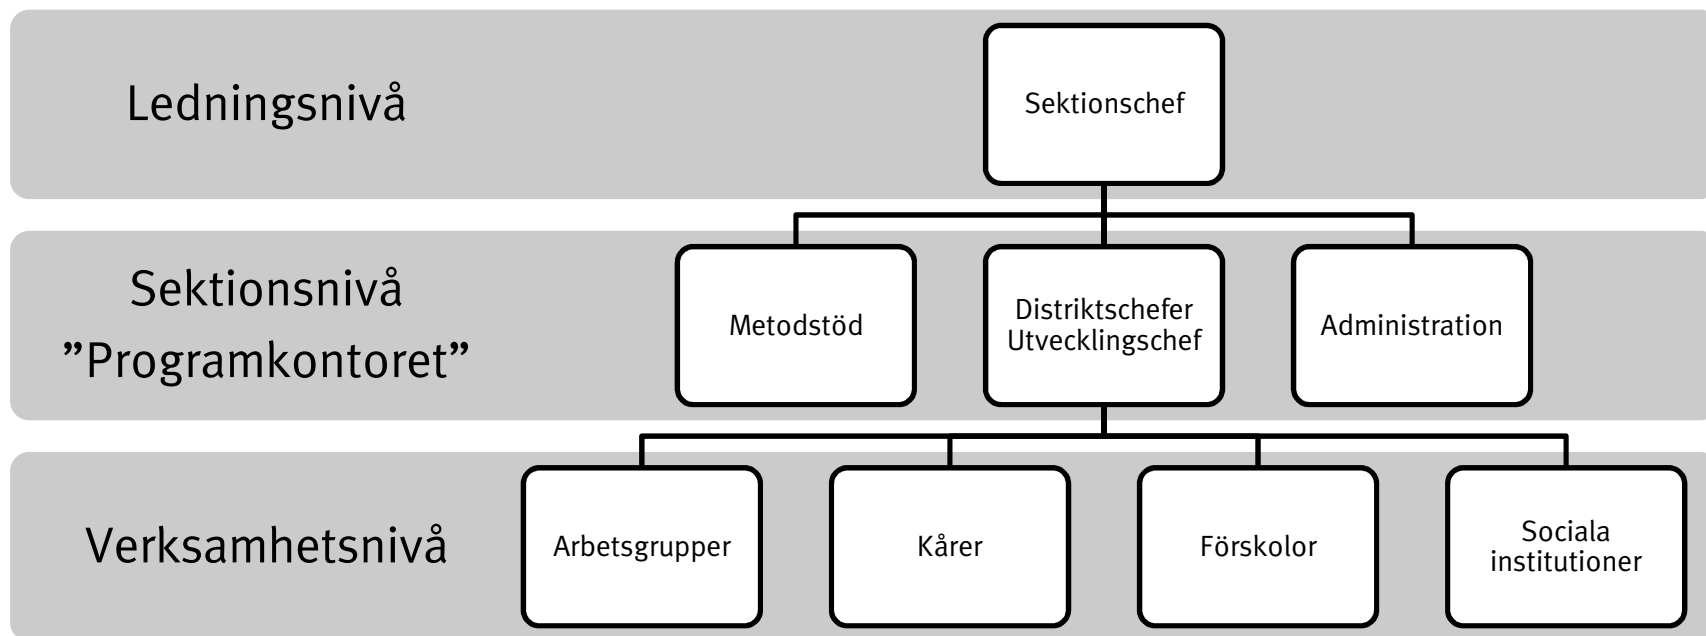 Ledningsnivå
Sektionschef
Sektionsnivå
”Programkontoret”
Metodstöd
Distriktschefer
Utvecklingschef
Administration
Verksamhetsnivå
Arbetsgrupper
Kårer
Förskolor
Sociala
institutioner